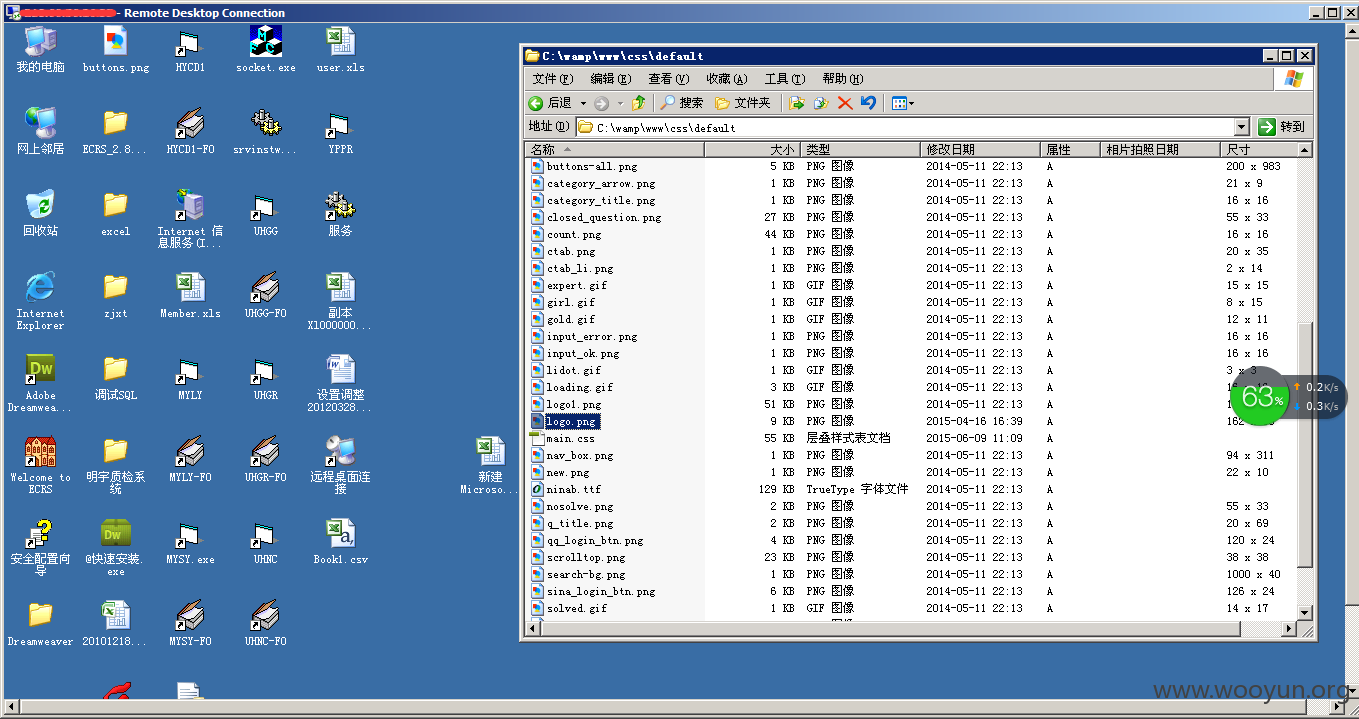 - Remote Desktop Connection
我的电脑
buttons.png
HYCD1
socket.exe
user.xls
网上邻居
ECRS_2.8...
HYCD1-FO
srvinstw...
YPPR
回收站
excel
Internet 信
息服务(I...
UHGG
服务
Internet
Explorer
zjxt
Member.xls
UHGG-FO
副本
Xl000000...
Adobe
Dreamwea...
调试SQL
MYLY
UHGR
设置调整
20120328...
Welcome to
ECRS
明宇质检系
统
MYLY-FO
UHGR-FO
远程桌面连
接
新建
Microso...
安全配置向
导
@快速安装.
exe
MYSY.exe
UHNC
Book1.csv
Dreamweaver
20101218...
MYSY-FO
UHNC-FO
C:\wamp\www\css\default
文件(F) 编辑(E) 查看(V) 收藏(A) 工具(T) 帮助(H)
后退 搜索 文件夹
地址(D) C:\wamp\www\css\default 转到
名称 大小 类型 修改日期 属性 相片拍照日期 尺寸
buttons-all.png 5 KB PNG 图像 2014-05-11 22:13 A 200 x 983
category_arrow.png 1 KB PNG 图像 2014-05-11 22:13 A 21 x 9
category_title.png 1 KB PNG 图像 2014-05-11 22:13 A 16 x 16
closed_question.png 27 KB PNG 图像 2014-05-11 22:13 A 55 x 33
count.png 44 KB PNG 图像 2014-05-11 22:13 A 16 x 16
ctab.png 1 KB PNG 图像 2014-05-11 22:13 A 20 x 35
ctab_li.png 1 KB PNG 图像 2014-05-11 22:13 A 2 x 14
expert.gif 1 KB GIF 图像 2014-05-11 22:13 A 15 x 15
girl.gif 1 KB GIF 图像 2014-05-11 22:13 A 8 x 15
gold.gif 1 KB GIF 图像 2014-05-11 22:13 A 12 x 11
input_error.png 1 KB PNG 图像 2014-05-11 22:13 A 16 x 16
input_ok.png 1 KB PNG 图像 2014-05-11 22:13 A 16 x 16
lidot.gif 1 KB GIF 图像 2014-05-11 22:13 A 3 x 3
loading.gif 3 KB GIF 图像 2014-05-11 22:13 A
logo1.png 51 KB PNG 图像 2014-05-11 22:13 A
logo.png 9 KB PNG 图像 2015-04-16 16:39 A 162
main.css 55 KB 层叠样式表文档 2015-06-09 11:09 A
nav_box.png 1 KB PNG 图像 2014-05-11 22:13 A 94 x 311
new.png 1 KB PNG 图像 2014-05-11 22:13 A 22 x 10
ninab.ttf 129 KB TrueType 字体文件 2014-05-11 22:13 A
nosolve.png 2 KB PNG 图像 2014-05-11 22:13 A 55 x 33
q_title.png 2 KB PNG 图像 2014-05-11 22:13 A 20 x 69
qq_login_btn.png 4 KB PNG 图像 2014-05-11 22:13 A 120 x 24
scrolltop.png 23 KB PNG 图像 2014-05-11 22:13 A 38 x 38
search-bg.png 1 KB PNG 图像 2014-05-11 22:13 A 1000 x 40
sina_login_btn.png 6 KB PNG 图像 2014-05-11 22:13 A 126 x 24
solved.gif 1 KB GIF 图像 2014-05-11 22:13 A 14 x 17
63%
0.2K/s
0.3K/s
www.wooyun.org